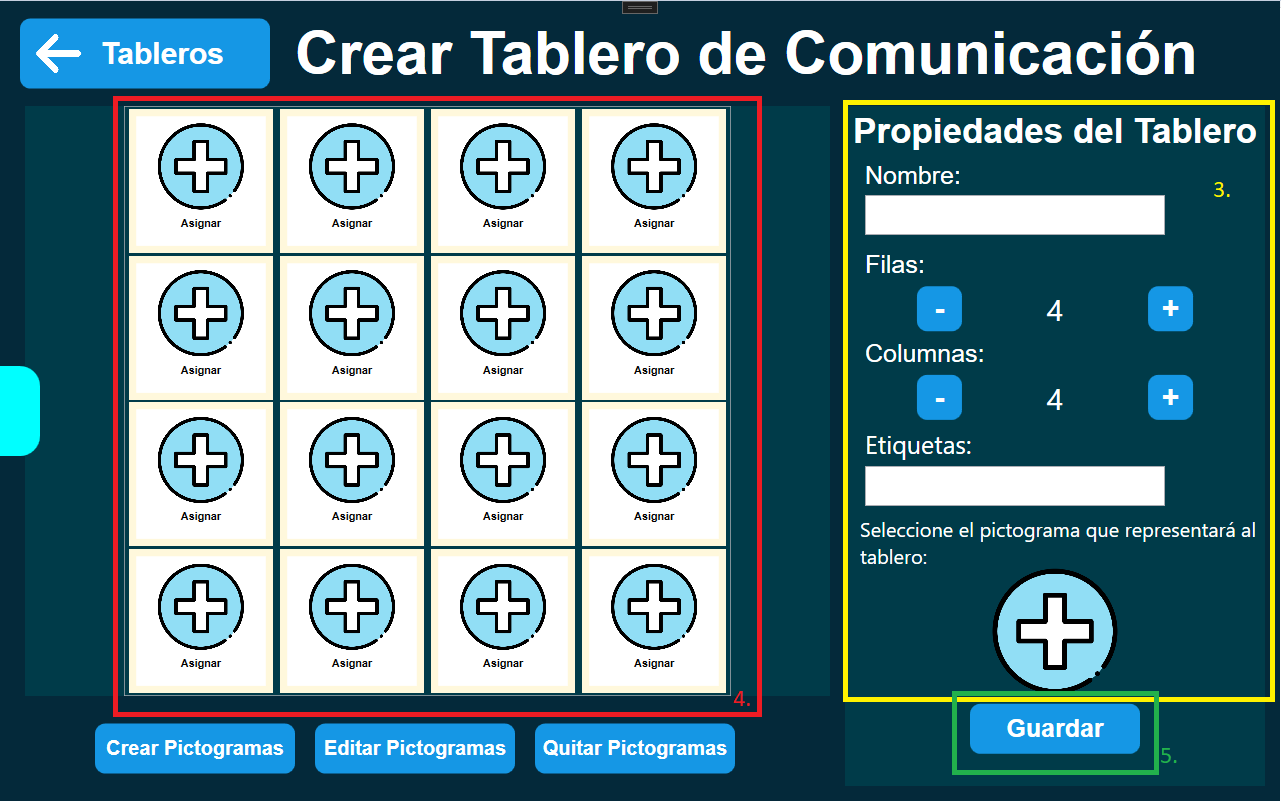 Tableros
Crear Tablero de Comunicación
Asignar Asignar Asignar Asignar
Asignar Asignar Asignar Asignar
Asignar Asignar Asignar Asignar
Asignar Asignar Asignar Asignar
4.
Crear Pictogramas
Editar Pictogramas
Quitar Pictogramas
Propiedades del Tablero
Nombre:
3.
Filas:
- 4 +
Columnas:
- 4 +
Etiquetas:
Seleccione el pictograma que representará al
tablero:
Guardar
5.